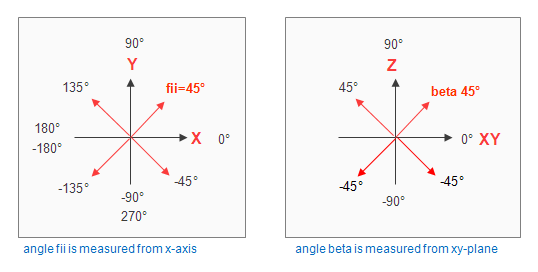 90°
Y
135°
fii=45°
180°
-180°
X
0°
-135°
-45°
-90°
270°
angle fii is measured from x-axis
90°
Z
45°
beta 45°
0°
XY
-45°
-45°
-90°
angle beta is measured from xy-plane